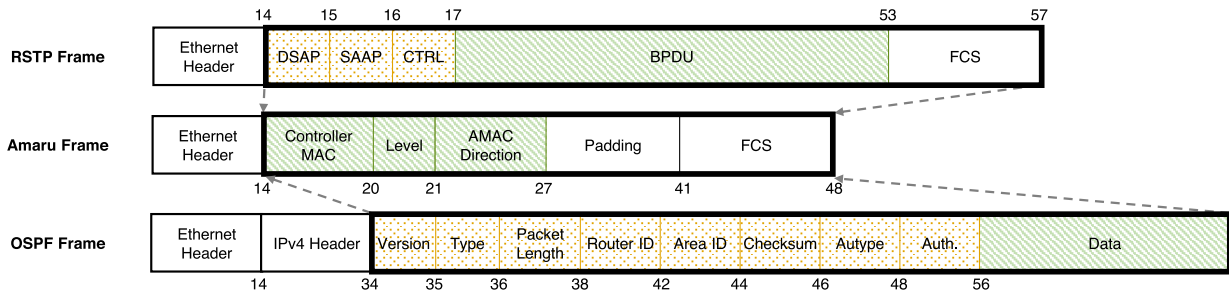 14 15 16 17 53 57
RSTP Frame
Ethernet
Header
DSAP SAAP CTRL BPDU FCS
Amaru Frame
Ethernet
Header
Controller
MAC
Level
AMAC
Direction
Padding
FCS
14 20 21 27 41 48
OSPF Frame
Ethernet
Header
IPv4 Header
Version
Type
Packet
Length
Router ID
Area ID
Checksum
Autype
Auth.
Data
14 34 35 36 38 42 44 46 48 56